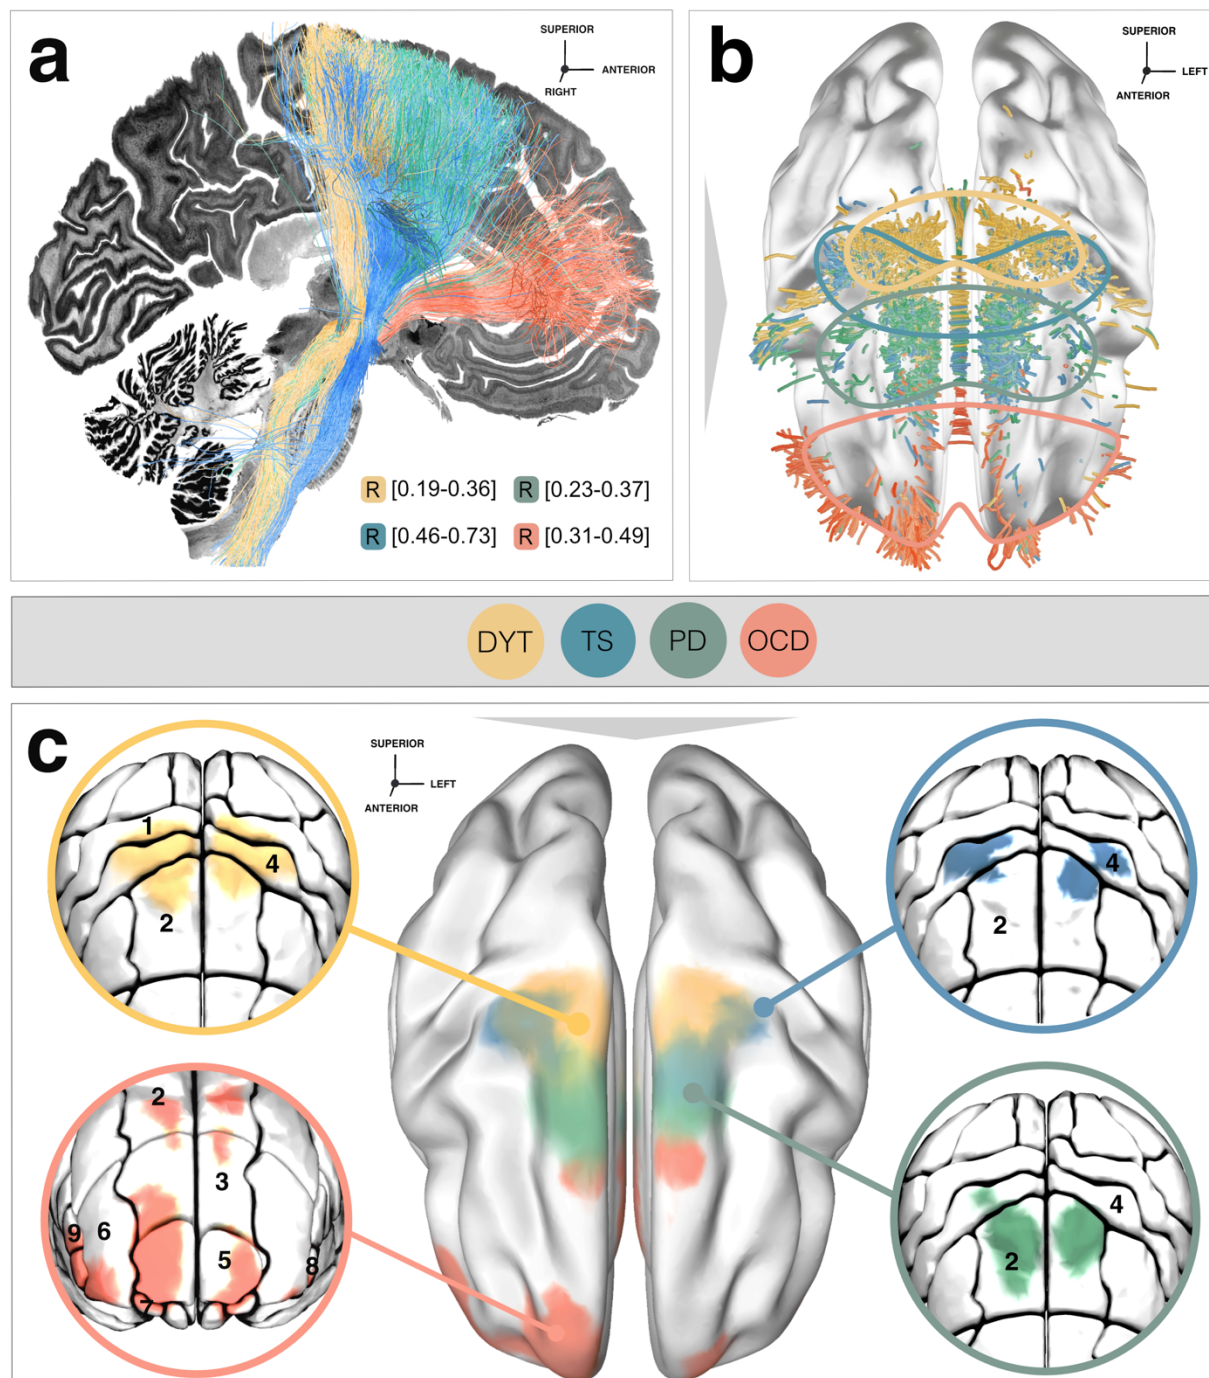 a
SUPERIOR
ANTERIOR
RIGHT
R [0.19-0.36] R [0.23-0.37]
R [0.46-0.73] R [0.31-0.49]
b
SUPERIOR
LEFT
ANTERIOR
DYT TS PD OCD
c
SUPERIOR
LEFT
ANTERIOR
1
4
2
4
2
2
3
9
6
5
8
7
4
2